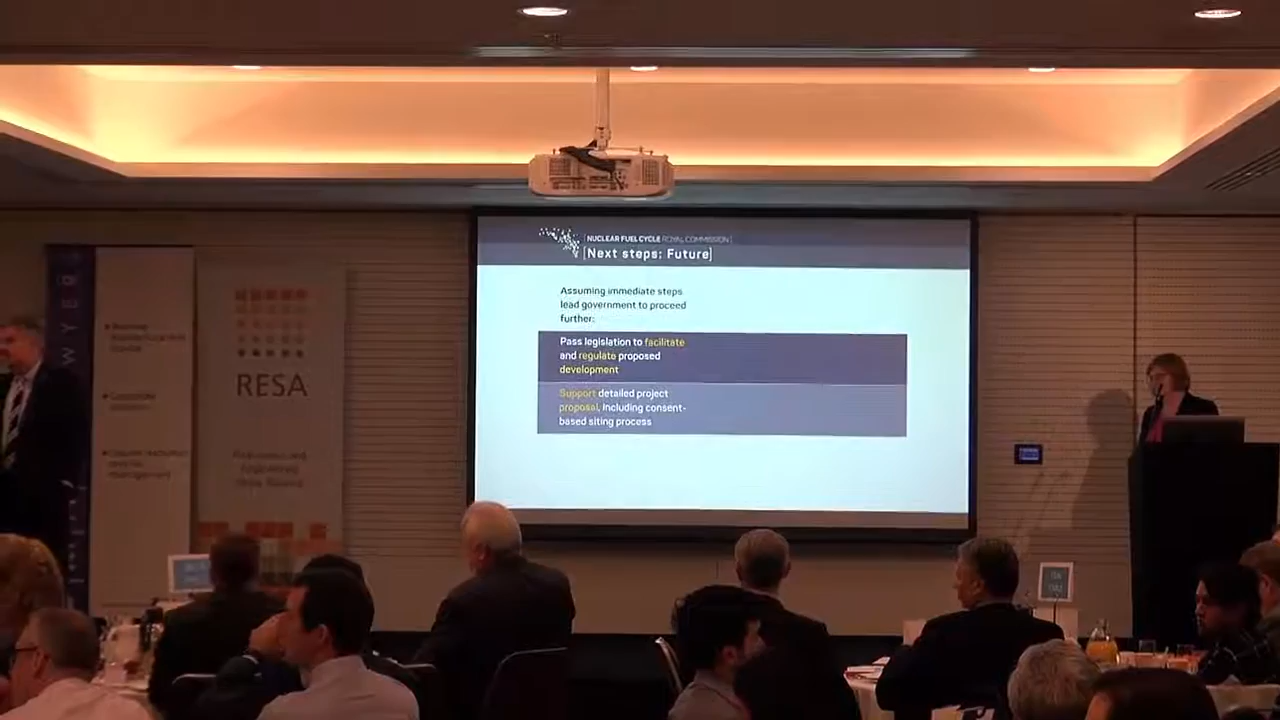 [NUCLEAR FUEL CYCLE ROYAL COMMISSION]
[Next steps: Future]
Assuming immediate steps
lead government to proceed
further:
Pass legislation to facilitate
and regulate proposed
development
Support detailed project
proposal, including consent-
based siting process
WYER
RESA